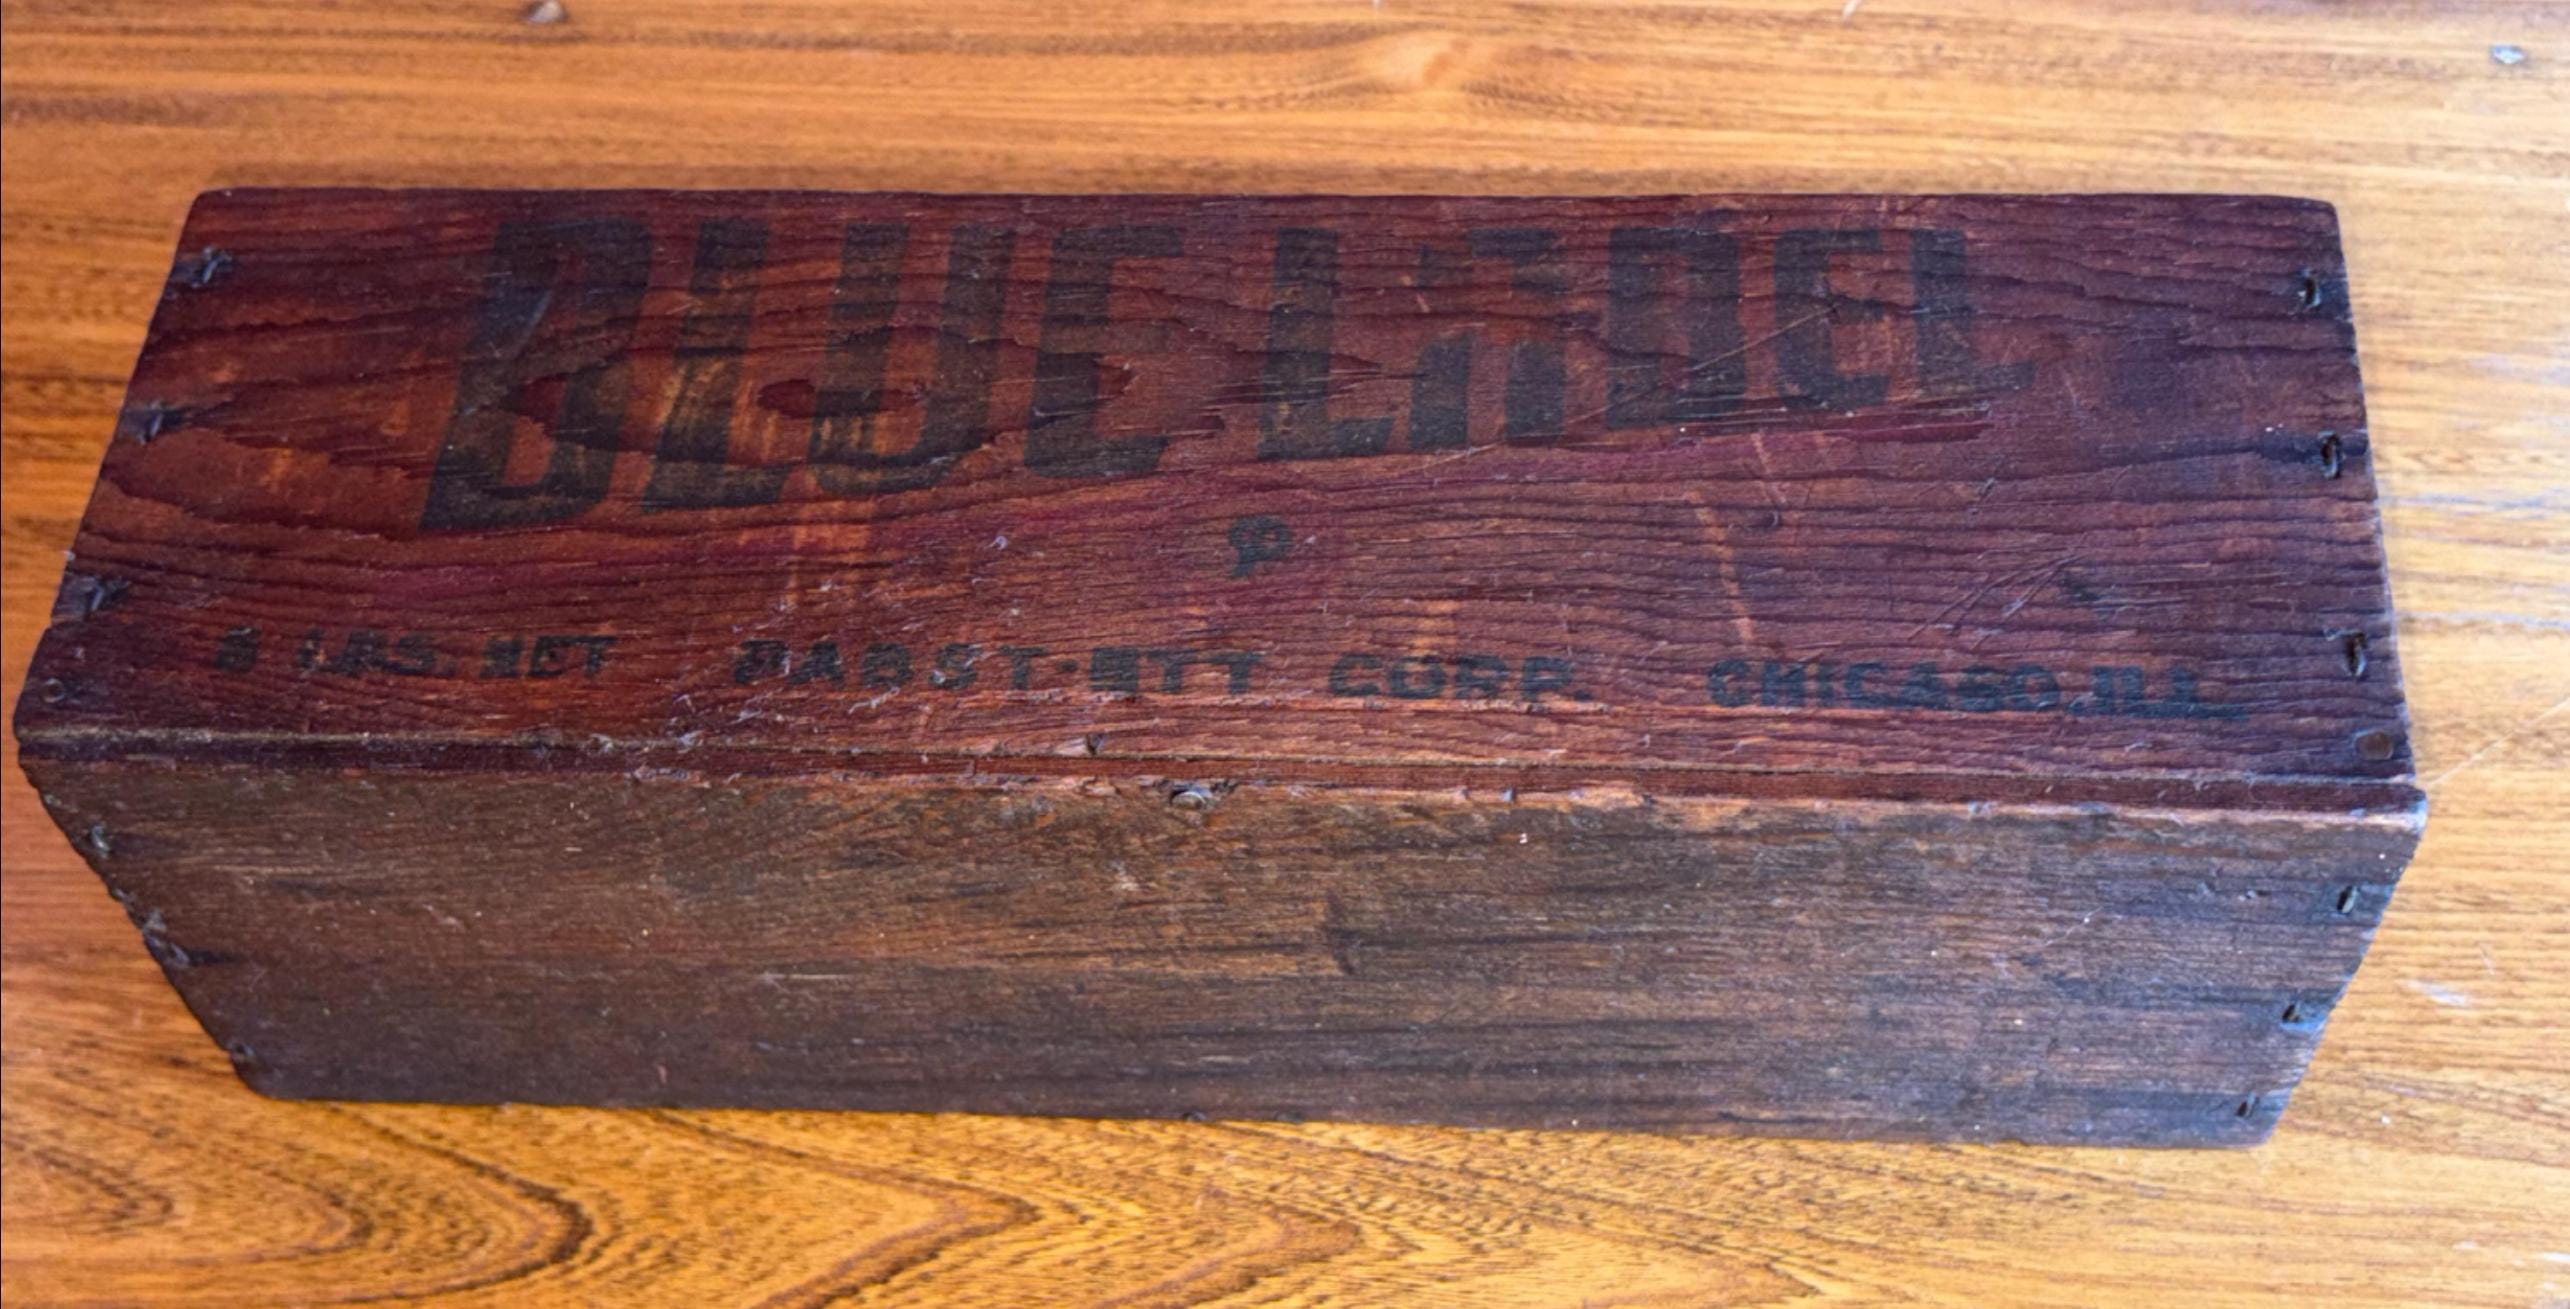 BLUE LABEL
P
5 LBS. NET PABST-ETT CORP. CHICAGO, ILL.